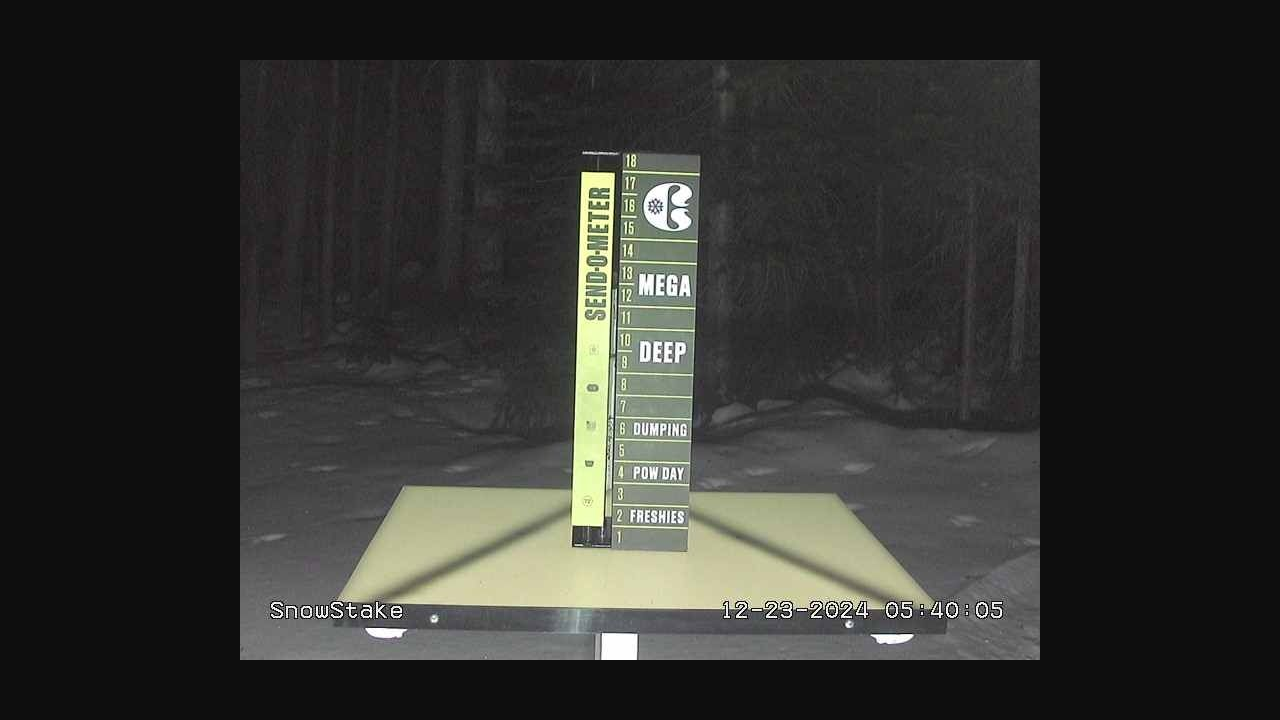 SEND-O-METER
18
17
16
15
14
13
MEGA
12
11
10
DEEP
9
8
7
6 DUMPING
5
4 POW DAY
3
2 FRESHIES
1
SnowStake
12-23-2024 05:40:05